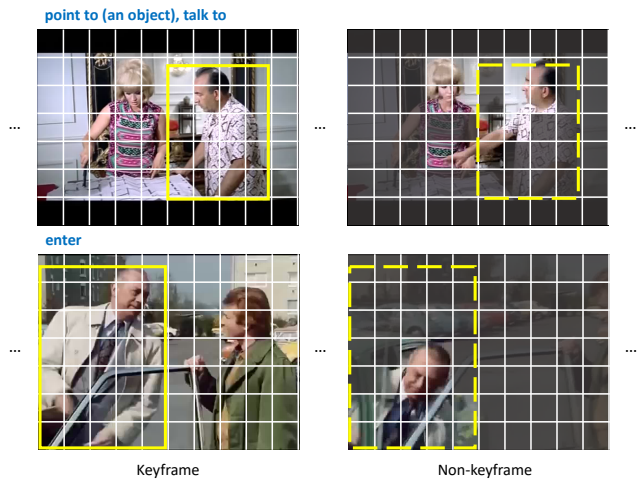 point to (an object), talk to
... ... ...
enter
... ... ...
Keyframe Non-keyframe